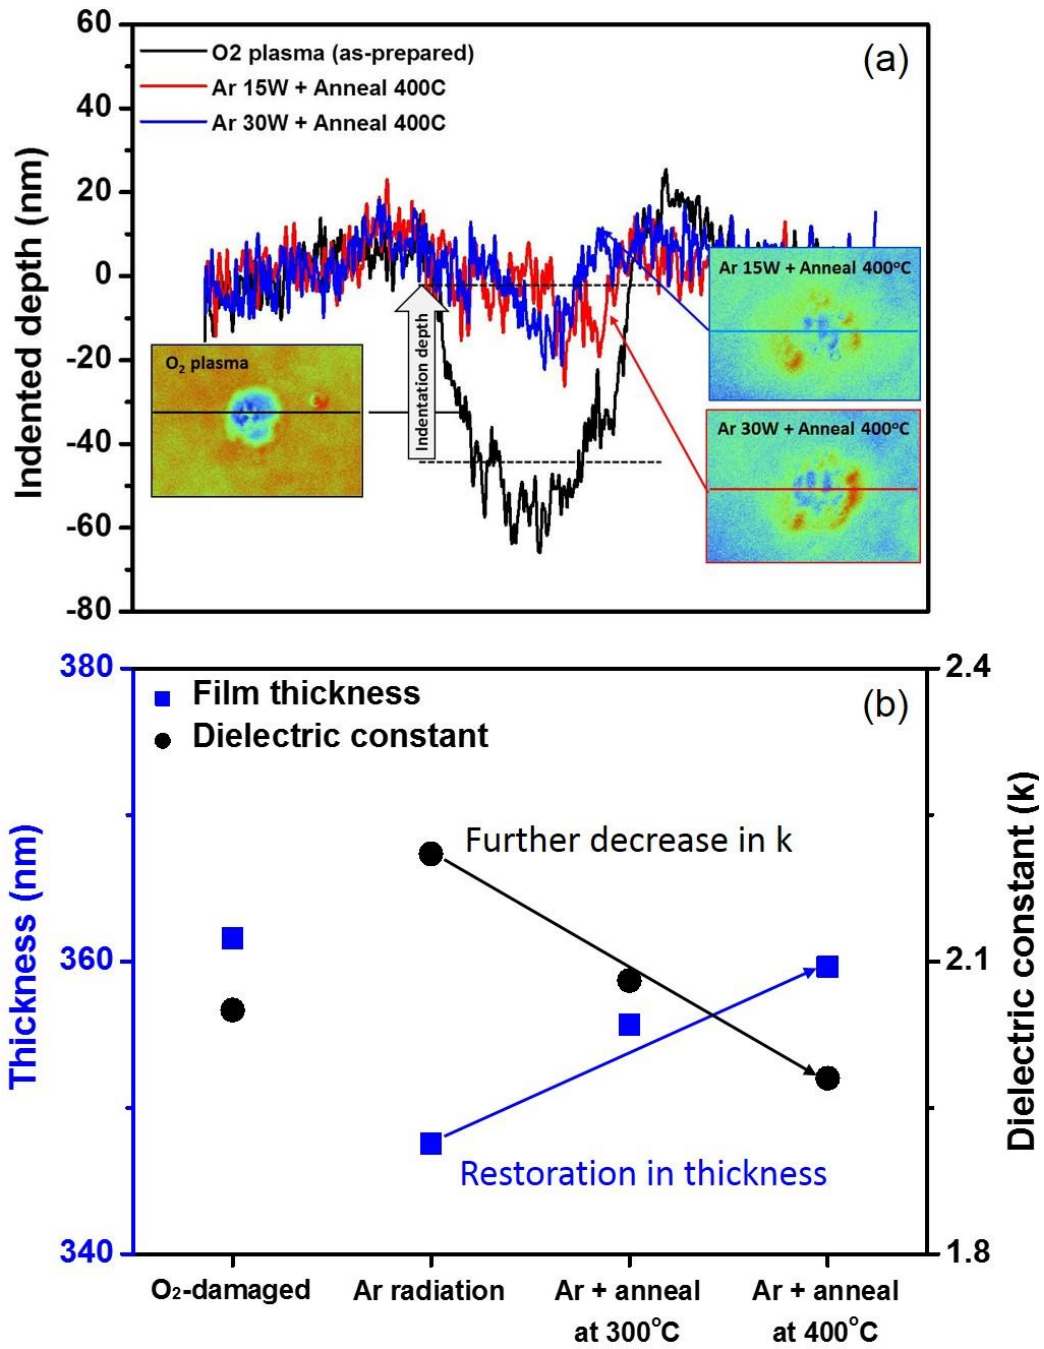 (a)
O2 plasma (as-prepared)
Ar 15W + Anneal 400C
Ar 30W + Anneal 400C
Indented depth (nm)
60
40
20
0
-20
-40
-60
-80
O2 plasma
Indentation depth
Ar 15W + Anneal 400°C
Ar 30W + Anneal 400°C
(b)
Film thickness
Dielectric constant
Thickness (nm)
380
360
340
Dielectric constant (k)
2.4
2.1
1.8
Further decrease in k
Restoration in thickness
O2-damaged
Ar radiation
Ar + anneal
at 300°C
Ar + anneal
at 400°C